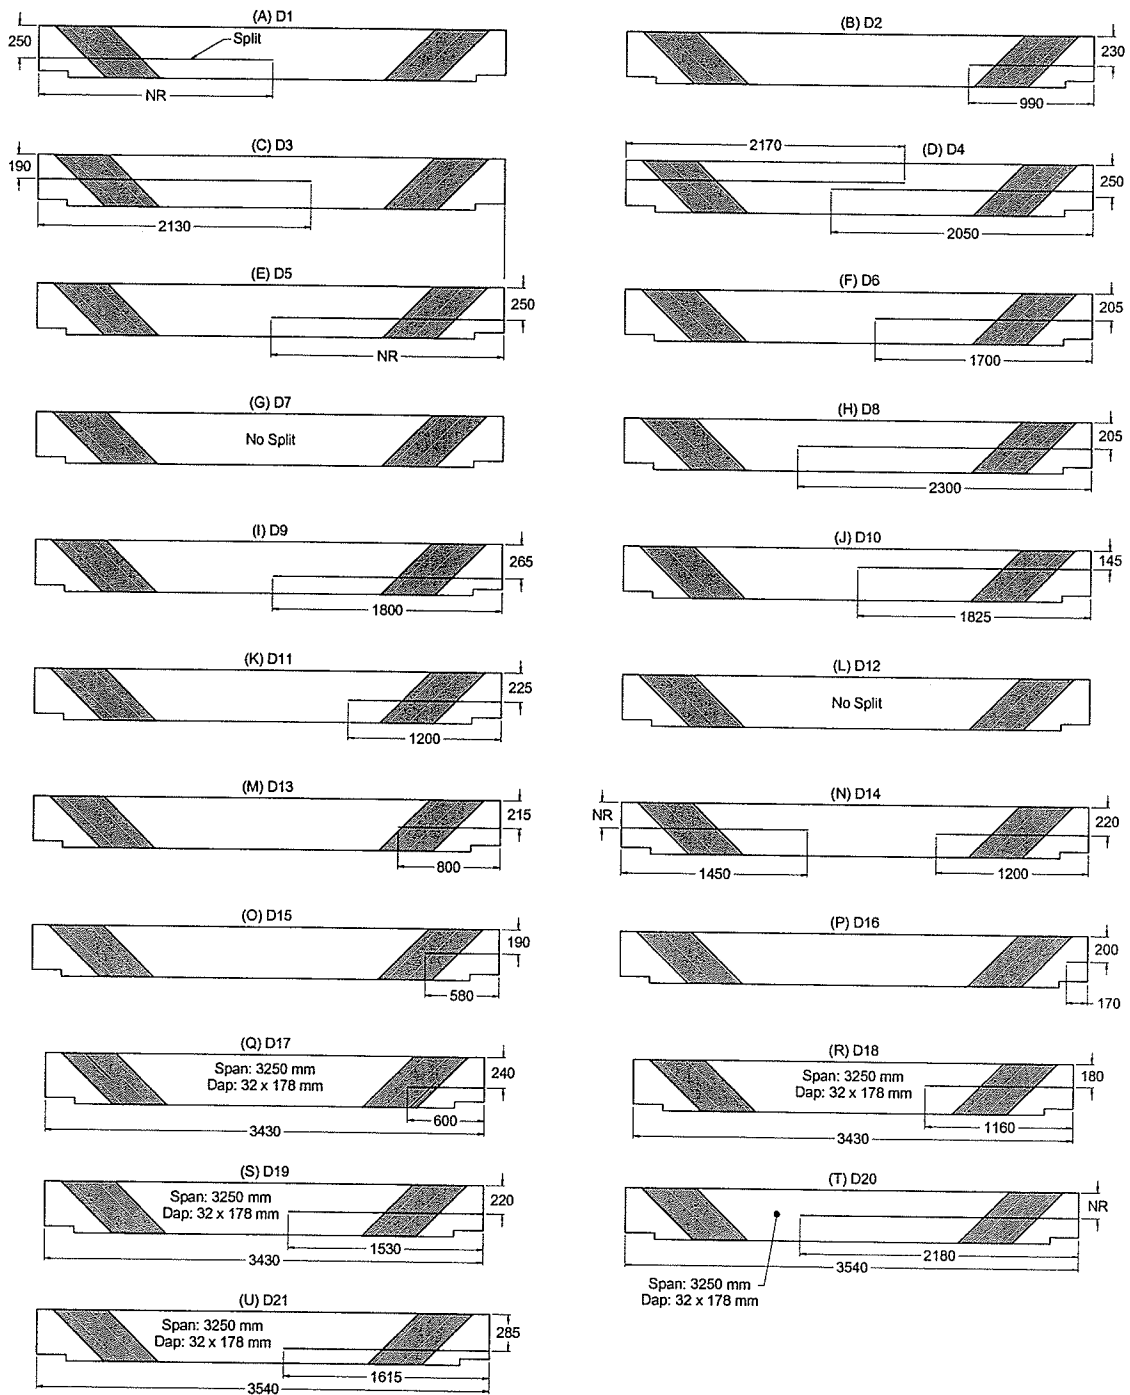 (A) D1
250
Split
NR
(B) D2
230
990
(C) D3
190
2130
2170
(D) D4
250
2050
(E) D5
250
NR
(F) D6
205
1700
(G) D7
No Split
(H) D8
205
2300
(I) D9
265
1800
(J) D10
145
1825
(K) D11
225
1200
(L) D12
No Split
(M) D13
215
800
(N) D14
NR
220
1450
1200
(O) D15
190
580
(P) D16
200
170
(Q) D17
Span: 3250 mm
Dap: 32 x 178 mm
240
600
3430
(R) D18
Span: 3250 mm
Dap: 32 x 178 mm
180
1160
3430
(S) D19
Span: 3250 mm
Dap: 32 x 178 mm
220
1530
3430
(T) D20
NR
2180
3540
Span: 3250 mm
Dap: 32 x 178 mm
(U) D21
Span: 3250 mm
Dap: 32 x 178 mm
285
1615
3540